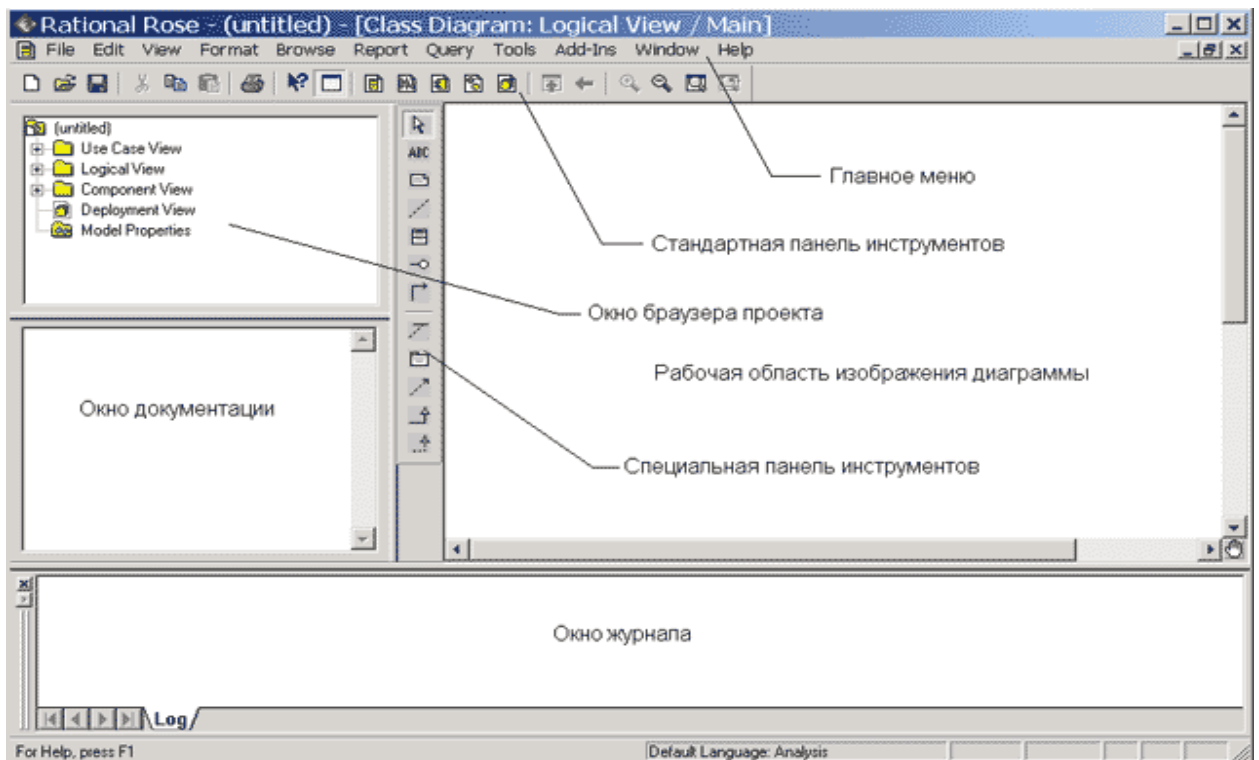 Rational Rose - (untitled) - [Class Diagram: Logical View / Main]
File Edit View Format Browse Report Query Tools Add-Ins Window Help
(untitled)
Use Case View
Logical View
Component View
Deployment View
Model Properties
ABC
Главное меню
Стандартная панель инструментов
Окно браузера проекта
Рабочая область изображения диаграммы
Окно документации
Специальная панель инструментов
Окно журнала
Log
For Help, press F1
Default Language: Analysis